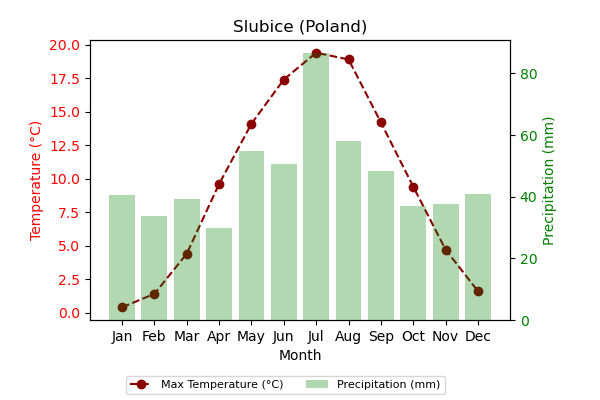 Slubice (Poland)
Temperature (°C)
20.0
17.5
15.0
12.5
10.0
7.5
5.0
2.5
0.0
80
60
40
20
0
Precipitation (mm)
Jan Feb Mar Apr May Jun Jul Aug Sep Oct Nov Dec
Month
Max Temperature (°C) Precipitation (mm)